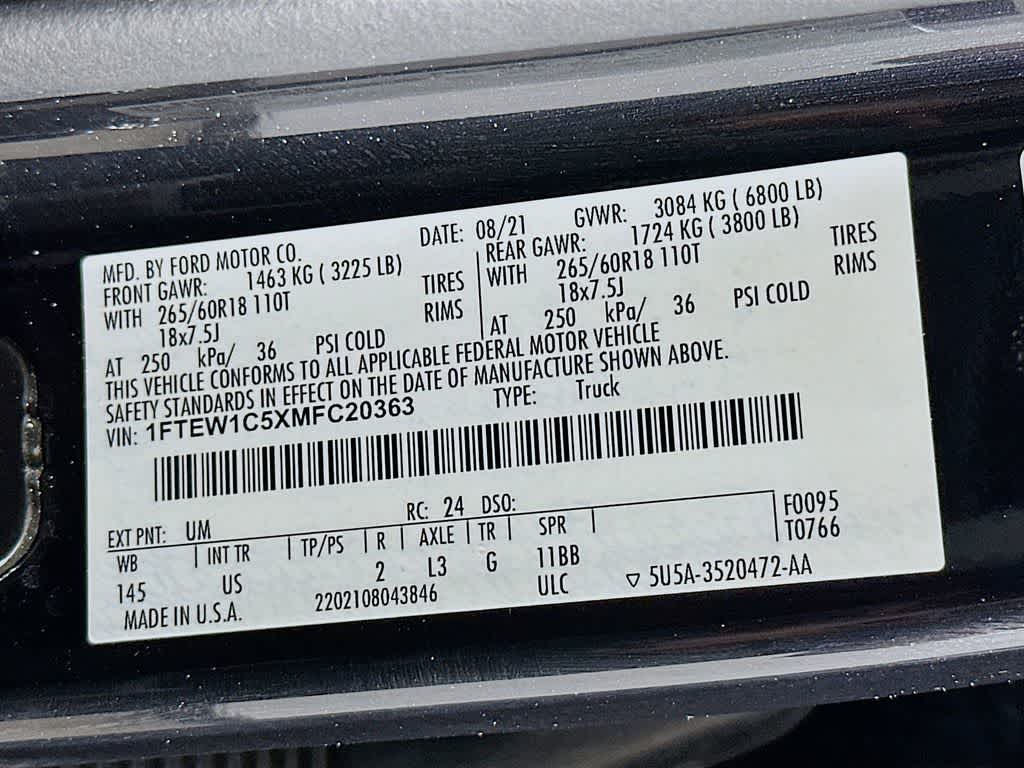 MFD. BY FORD MOTOR CO.
DATE: 08/21
GVWR: 3084 KG ( 6800 LB)
FRONT GAWR: 1463 KG ( 3225 LB)
WITH 265/60R18 110T TIRES
18x7.5J RIMS
AT 250 kPa/ 36 PSI COLD
REAR GAWR: 1724 KG ( 3800 LB)
WITH 265/60R18 110T TIRES
18x7.5J RIMS
AT 250 kPa/ 36 PSI COLD
THIS VEHICLE CONFORMS TO ALL APPLICABLE FEDERAL MOTOR VEHICLE
SAFETY STANDARDS IN EFFECT ON THE DATE OF MANUFACTURE SHOWN ABOVE.
VIN: 1FTEW1C5XMFC20363 TYPE: Truck
EXT PNT: UM RC: 24 DSO: F0095
WB INT TR TP/PS R AXLE TR SPR T0766
145 US 2 L3 G 11BB
MADE IN U.S.A. 2202108043846 ULC ▽ 5U5A-3520472-AA